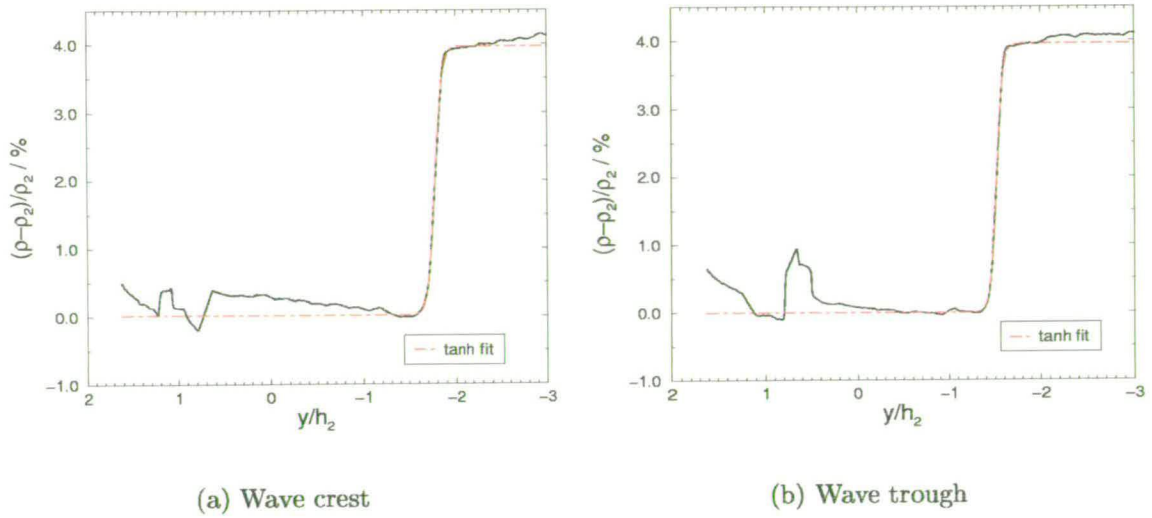 4.0
3.0
2.0
1.0
0.0
−1.0
(ρ−ρ₂)/ρ₂ / %
2 1 0 −1 −2 −3
y/h₂
tanh fit
(a) Wave crest
4.0
3.0
2.0
1.0
0.0
−1.0
(ρ−ρ₂)/ρ₂ / %
2 1 0 −1 −2 −3
y/h₂
tanh fit
(b) Wave trough